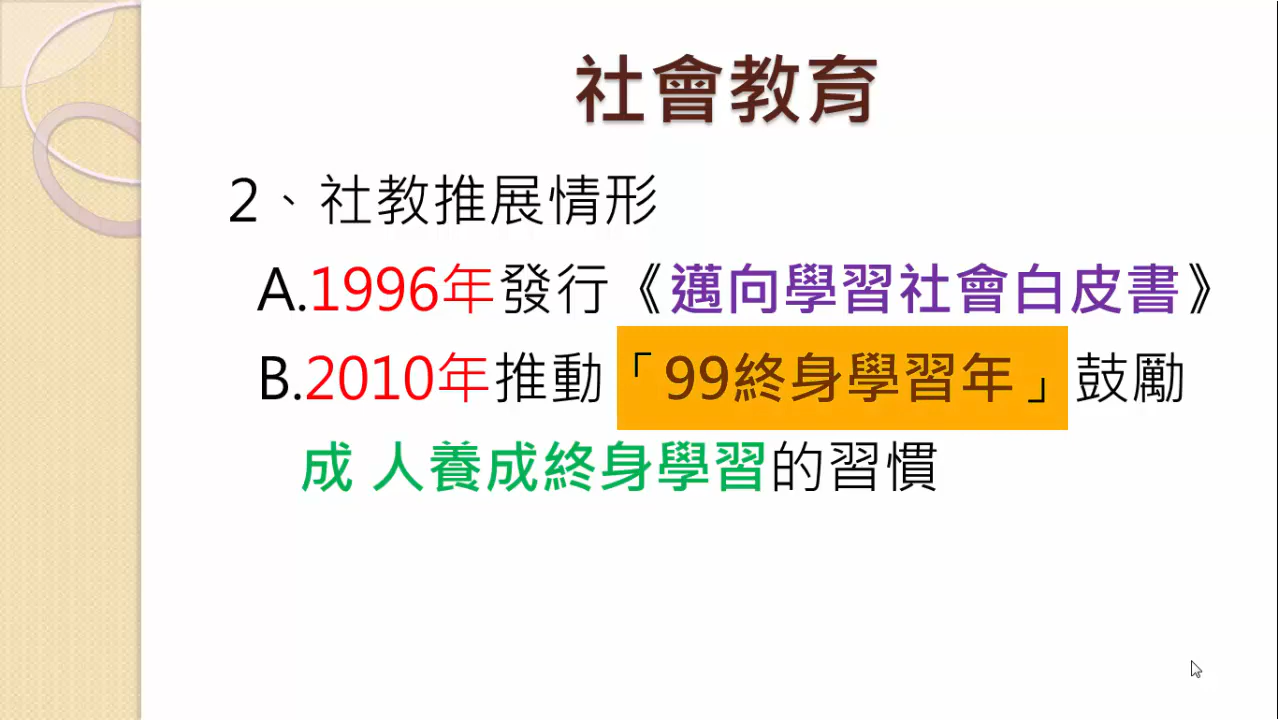 社會教育
2、社教推展情形
A.1996年發行《邁向學習社會白皮書》
B.2010年推動「99終身學習年」鼓勵
成 人養成終身學習的習慣